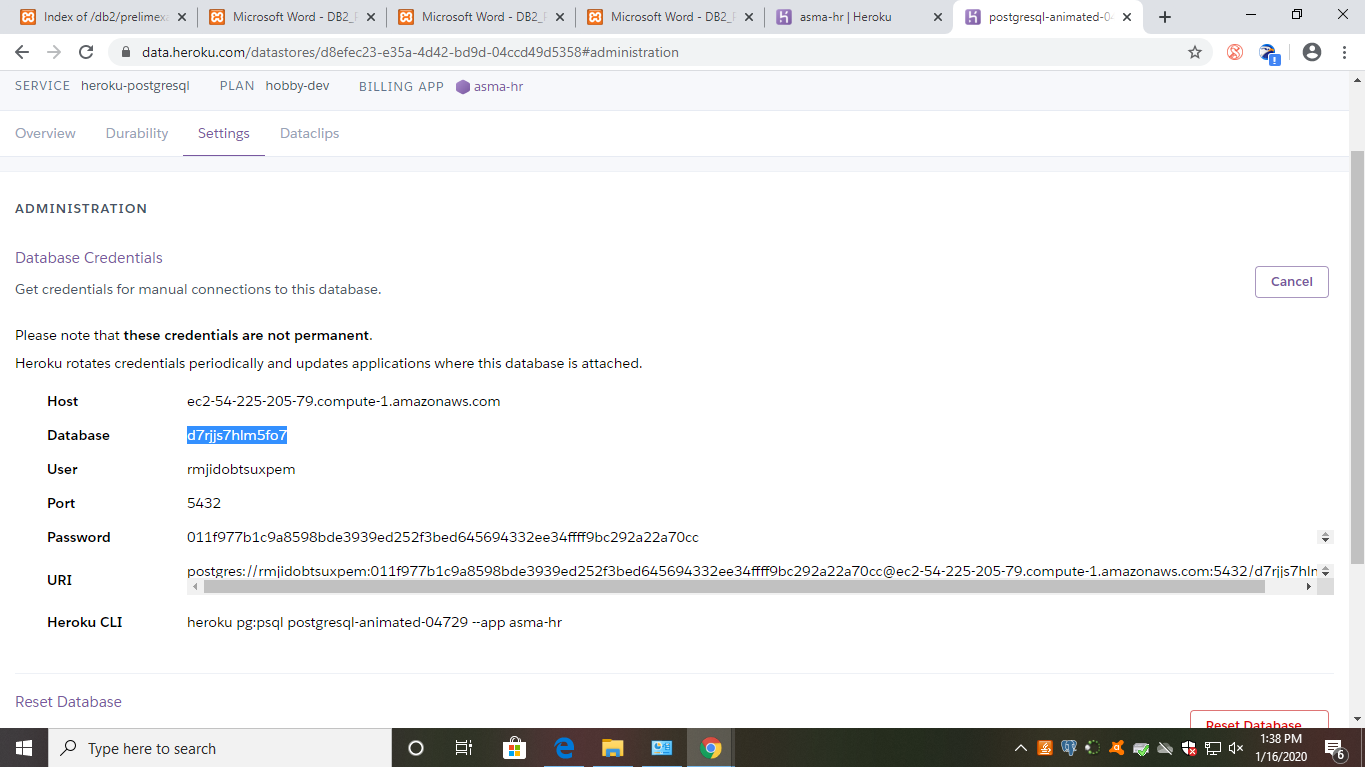 Index of /db2/prelimexa
Microsoft Word - DB2_P
Microsoft Word - DB2_P
Microsoft Word - DB2_P
asma-hr | Heroku
postgresql-animated-04
data.heroku.com/datastores/d8efec23-e35a-4d42-bd9d-04ccd49d5358#administration
SERVICE heroku-postgresql PLAN hobby-dev BILLING APP asma-hr
Overview Durability Settings Dataclips
ADMINISTRATION
Database Credentials
Get credentials for manual connections to this database.
Cancel
Please note that these credentials are not permanent.
Heroku rotates credentials periodically and updates applications where this database is attached.
Host ec2-54-225-205-79.compute-1.amazonaws.com
Database d7rjjs7hlm5fo7
User rmjidobtsuxpem
Port 5432
Password 011f977b1c9a8598bde3939ed252f3bed645694332ee34ffff9bc292a22a70cc
URI postgres://rmjidobtsuxpem:011f977b1c9a8598bde3939ed252f3bed645694332ee34ffff9bc292a22a70cc@ec2-54-225-205-79.compute-1.amazonaws.com:5432/d7rjjs7hln
Heroku CLI heroku pg:psql postgresql-animated-04729 --app asma-hr
Reset Database
Reset Database
Type here to search
1:38 PM
1/16/2020
6